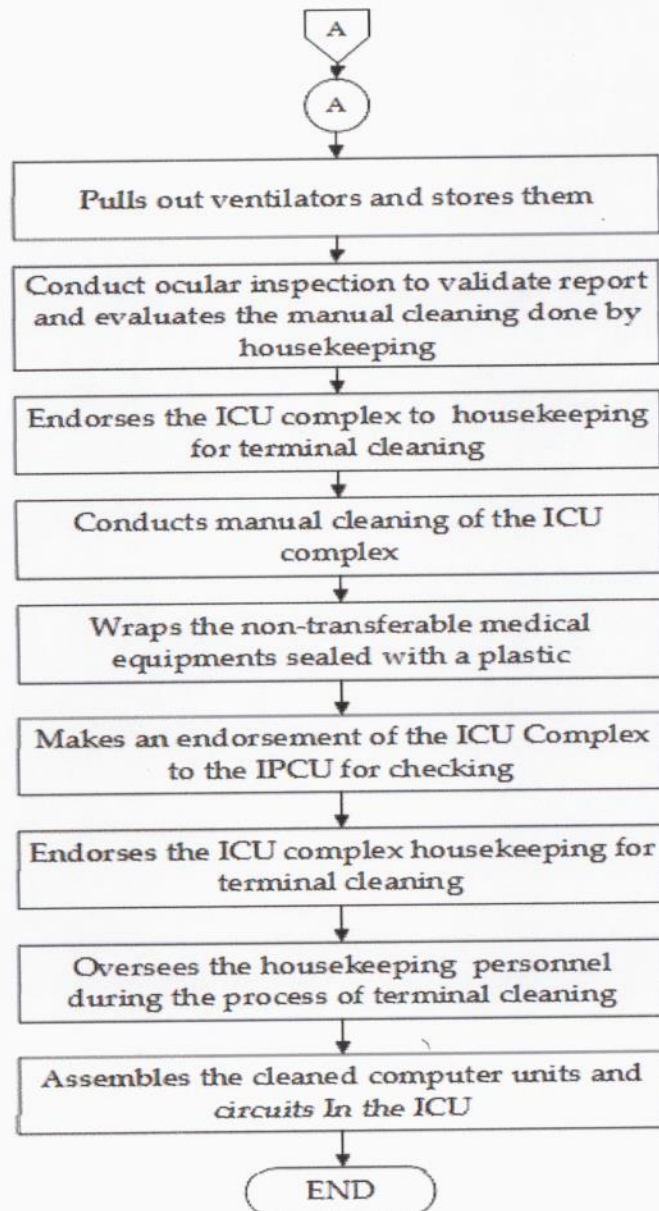 A
A
Pulls out ventilators and stores them
Conduct ocular inspection to validate report
and evaluates the manual cleaning done by
housekeeping
Endorses the ICU complex to housekeeping
for terminal cleaning
Conducts manual cleaning of the ICU
complex
Wraps the non-transferable medical
equipments sealed with a plastic
Makes an endorsement of the ICU Complex
to the IPCU for checking
Endorses the ICU complex housekeeping for
terminal cleaning
Oversees the housekeeping personnel
during the process of terminal cleaning
Assembles the cleaned computer units and
circuits In the ICU
END